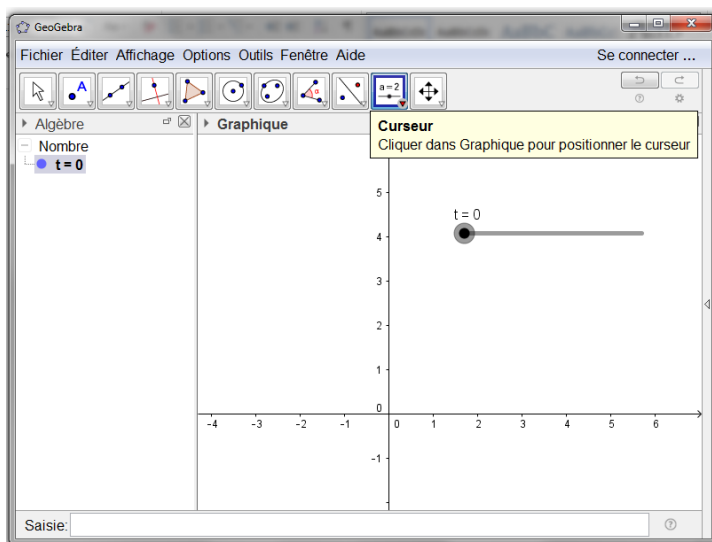 GeoGebra
Fichier Éditer Affichage Options Outils Fenêtre Aide Se connecter ...
A α a=2
Algèbre Graphique
Curseur
Cliquer dans Graphique pour positionner le curseur
Nombre
t = 0
5
t = 0
4
3
2
1
0
-4 -3 -2 -1 0 1 2 3 4 5 6
-1
Saisie: